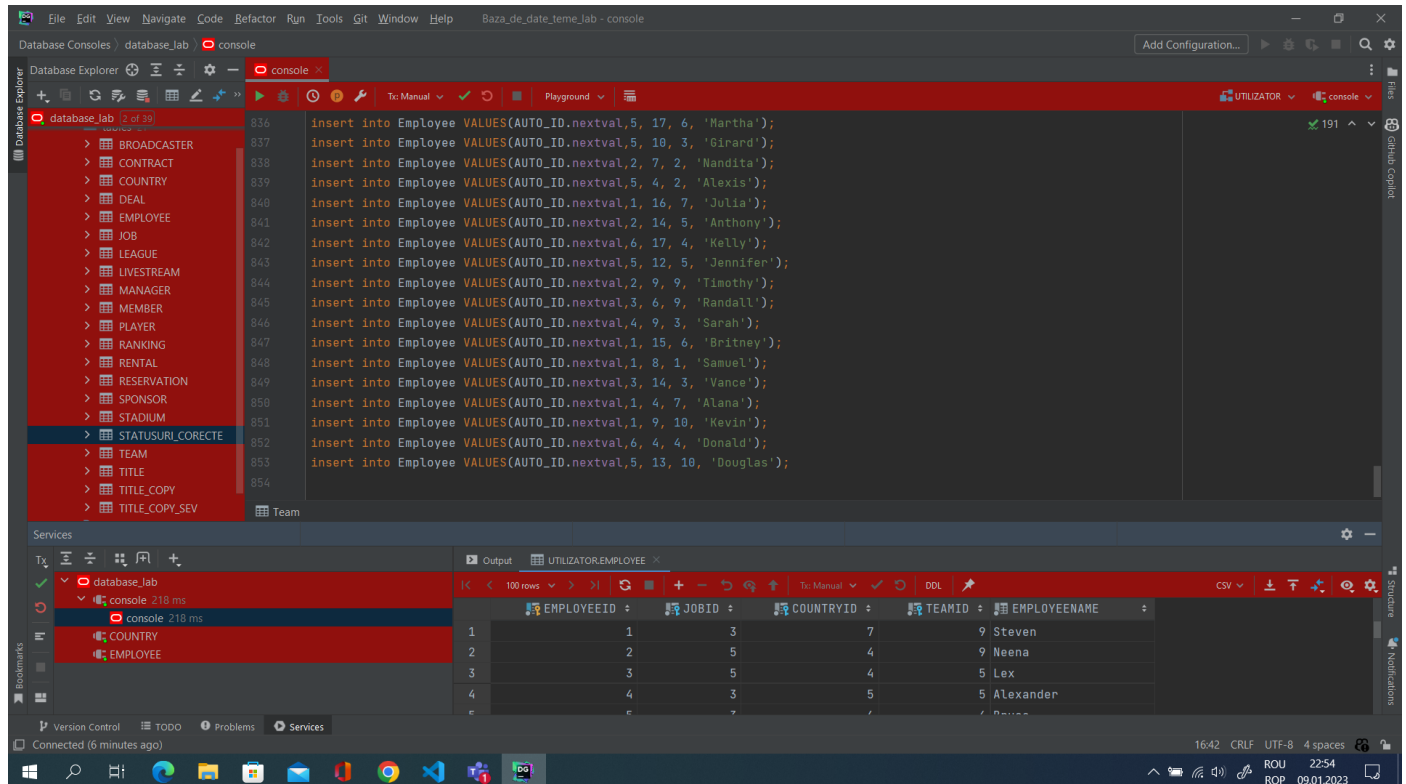 File Edit View Navigate Code Refactor Run Tools Git Window Help Baza_de_date_teme_lab - console
Database Consoles database_lab console Add Configuration...
Database Explorer console
Tx: Manual Playground UTILIZATOR console
database_lab 2 of 39
BROADCASTER
CONTRACT
COUNTRY
DEAL
EMPLOYEE
JOB
LEAGUE
LIVESTREAM
MANAGER
MEMBER
PLAYER
RANKING
RENTAL
RESERVATION
SPONSOR
STADIUM
STATUSURI_CORECTE
TEAM
TITLE
TITLE_COPY
TITLE_COPY_SEV
836 insert into Employee VALUES(AUTO_ID.nextval,5, 17, 6, 'Martha');
837 insert into Employee VALUES(AUTO_ID.nextval,5, 10, 3, 'Girard');
838 insert into Employee VALUES(AUTO_ID.nextval,2, 7, 2, 'Nandita');
839 insert into Employee VALUES(AUTO_ID.nextval,5, 4, 2, 'Alexis');
840 insert into Employee VALUES(AUTO_ID.nextval,1, 16, 7, 'Julia');
841 insert into Employee VALUES(AUTO_ID.nextval,2, 14, 5, 'Anthony');
842 insert into Employee VALUES(AUTO_ID.nextval,6, 17, 4, 'Kelly');
843 insert into Employee VALUES(AUTO_ID.nextval,5, 12, 5, 'Jennifer');
844 insert into Employee VALUES(AUTO_ID.nextval,2, 9, 9, 'Timothy');
845 insert into Employee VALUES(AUTO_ID.nextval,3, 6, 9, 'Randall');
846 insert into Employee VALUES(AUTO_ID.nextval,4, 9, 3, 'Sarah');
847 insert into Employee VALUES(AUTO_ID.nextval,1, 15, 6, 'Britney');
848 insert into Employee VALUES(AUTO_ID.nextval,1, 8, 1, 'Samuel');
849 insert into Employee VALUES(AUTO_ID.nextval,3, 14, 3, 'Vance');
850 insert into Employee VALUES(AUTO_ID.nextval,1, 4, 7, 'Alana');
851 insert into Employee VALUES(AUTO_ID.nextval,1, 9, 10, 'Kevin');
852 insert into Employee VALUES(AUTO_ID.nextval,6, 4, 4, 'Donald');
853 insert into Employee VALUES(AUTO_ID.nextval,5, 13, 10, 'Douglas');
854
191
Team
Database Explorer
Bookmarks
Files
GitHub Copilot
Structure
Notifications
Services
Tx
database_lab
console 218 ms
console 218 ms
COUNTRY
EMPLOYEE
Output UTILIZATOR.EMPLOYEE
100 rows Tx: Manual DDL CSV
EMPLOYEEID JOBID COUNTRYID TEAMID EMPLOYEENAME
1 1 3 7 9 Steven
2 2 5 4 9 Neena
3 3 5 4 5 Lex
4 4 3 5 5 Alexander
Version Control TODO Problems Services
Connected (6 minutes ago) 16:42 CRLF UTF-8 4 spaces
ROU 22:54
ROP 09.01.2023